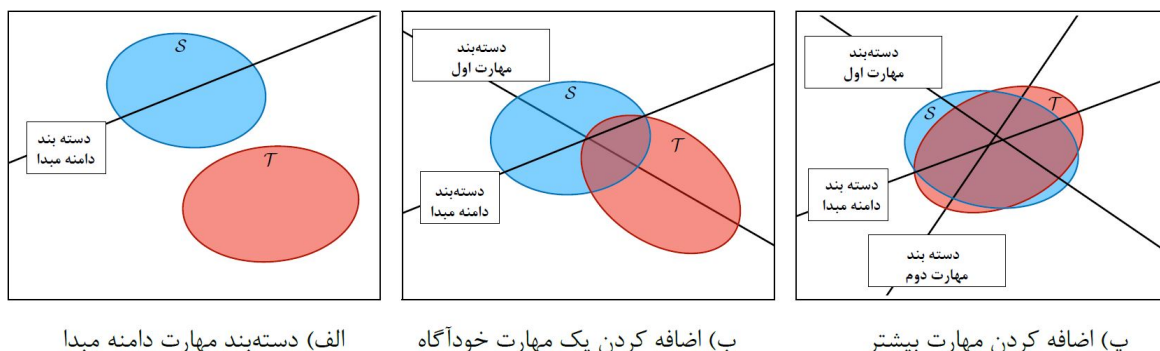 دسته‌بند
مهارت اول
S
S
دسته بند
دامنه مبدا
T
دسته‌بند
مهارت اول
S
T
دسته‌بند
دامنه مبدا
T
دسته بند
دامنه مبدا
دسته بند
مهارت دوم
الف) دسته‌بند مهارت دامنه مبدا
ب) اضافه کردن یک مهارت خودآگاه
پ) اضافه کردن مهارت بیشتر